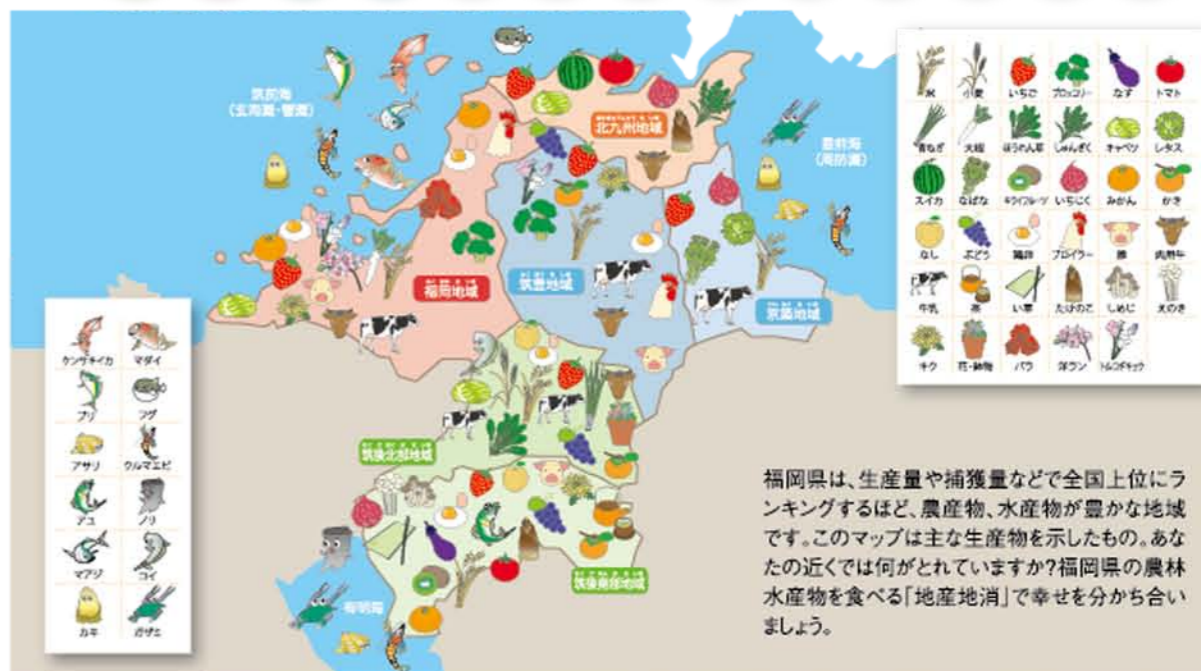 筑前海
(玄海灘・響灘)
豊前海
(周防灘)
北九州地域
福岡地域
筑豊地域
京築地域
筑後北部地域
筑後南部地域
有明海
ケンサキイカ マダイ
ブリ フグ
アサリ クルマエビ
アユ ノリ
マアジ コイ
カキ ガザミ
米 小麦 いちご ブロッコリー なす トマト
青ねぎ 大根 ほうれん草 しゅんぎく キャベツ レタス
スイカ なばな キウイフルーツ いちじく みかん かき
なし ぶどう 鶏卵 ブロイラー 豚 肉用牛
牛乳 茶 い草 たけのこ しめじ えのき
キク 花・鉢物 バラ 洋ラン トルコギキョウ
福岡県は、生産量や捕獲量などで全国上位にラ
ンキングするほど、農産物、水産物が豊かな地域
です。このマップは主な生産物を示したもの。あな
たの近くでは何がとれていますか?福岡県の農林
水産物を食べる「地産地消」で幸せを分かち合い
ましょう。